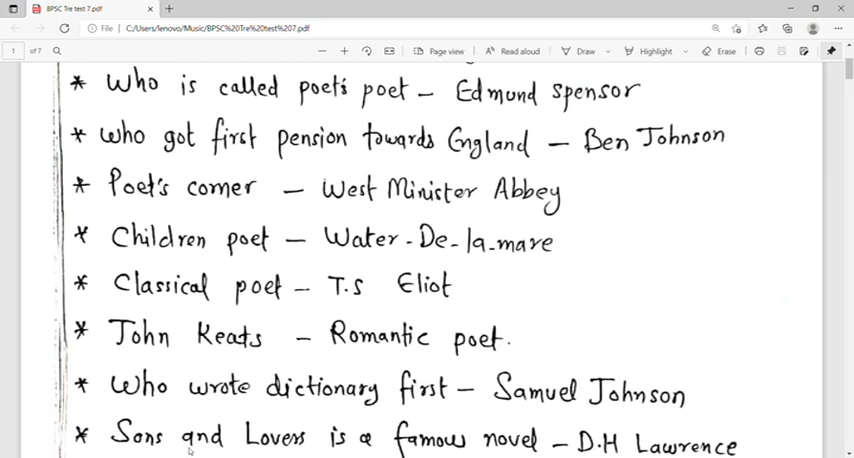 BPSC Tre test 7.pdf
File C:/Users/lenovo/Music/BPSC%20Tre%20test%207.pdf
1 of 7 Page view Read aloud Draw Highlight Erase
* Who is called poet's poet - Edmund Spensor
* who got first pension towards England - Ben Johnson
* Poet's corner - West Minister Abbey
* Children poet - Water-De-la-mare
* Classical poet - T.S Eliot
* John Keats - Romantic poet.
* Who wrote dictionary first - Samuel Johnson
* Sons and Lovers is a famous novel - D.H Lawrence